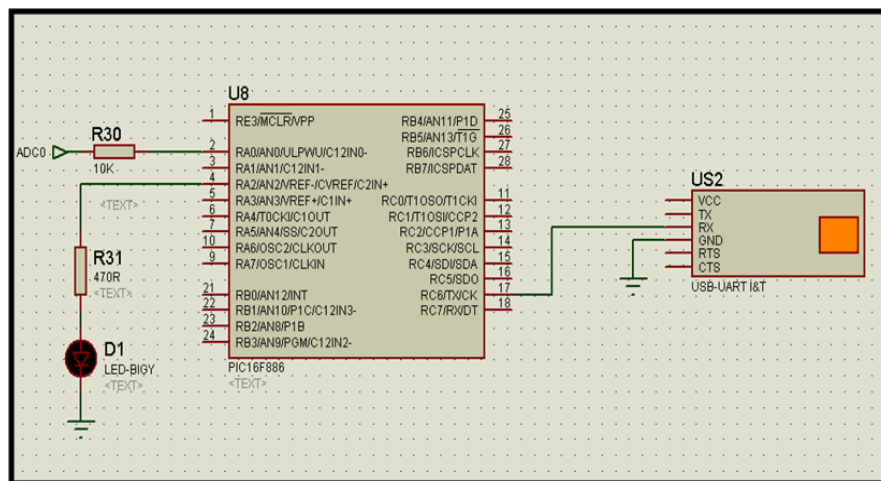 U8
1 RE3/MCLR/VPP
ADC0
R30
10K
2 RA0/AN0/ULPWU/C12IN0-
3 RA1/AN1/C12IN1-
4 RA2/AN2/VREF-/CVREF/C2IN+
5 RA3/AN3/VREF+/C1IN+
6 RA4/T0CKI/C1OUT
7 RA5/AN4/SS/C2OUT
10 RA6/OSC2/CLKOUT
9 RA7/OSC1/CLKIN
21 RB0/AN12/INT
22 RB1/AN10/P1C/C12IN3-
23 RB2/AN8/P1B
24 RB3/AN9/PGM/C12IN2-
RB4/AN11/P1D 25
RB5/AN13/T1G 26
RB6/ICSPCLK 27
RB7/ICSPDAT 28
RC0/T1OSO/T1CKI 11
RC1/T1OSI/CCP2 12
RC2/CCP1/P1A 13
RC3/SCK/SCL 14
RC4/SDI/SDA 15
RC5/SDO 16
RC6/TX/CK 17
RC7/RX/DT 18
PIC16F886
<TEXT>
<TEXT>
R31
470R
<TEXT>
D1
LED-BIGY
<TEXT>
US2
VCC
TX
RX
GND
RTS
CTS
USB-UART I&T